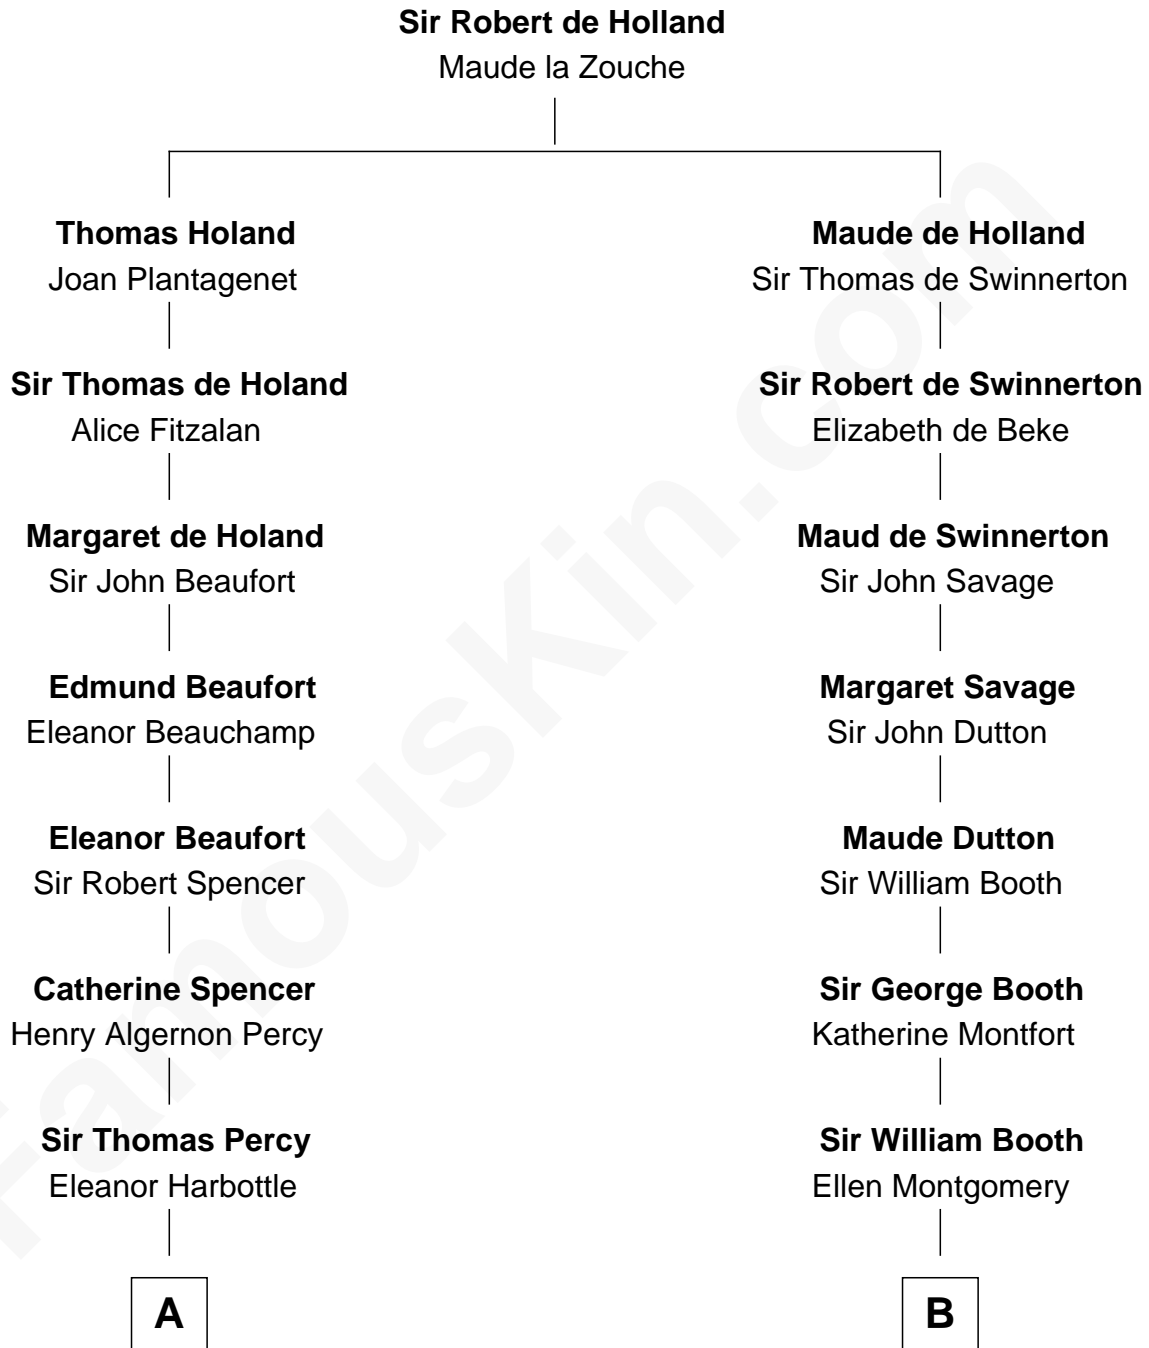 Sir Robert de Holland
Maude la Zouche
Thomas Holand
Joan Plantagenet
Maude de Holland
Sir Thomas de Swinnerton
Sir Thomas de Holand
Alice Fitzalan
Sir Robert de Swinnerton
Elizabeth de Beke
Margaret de Holand
Sir John Beaufort
Maud de Swinnerton
Sir John Savage
Edmund Beaufort
Eleanor Beauchamp
Margaret Savage
Sir John Dutton
Eleanor Beaufort
Sir Robert Spencer
Maude Dutton
Sir William Booth
Catherine Spencer
Henry Algernon Percy
Sir George Booth
Katherine Montfort
Sir Thomas Percy
Eleanor Harbottle
Sir William Booth
Ellen Montgomery
A
B
FamousKin.com